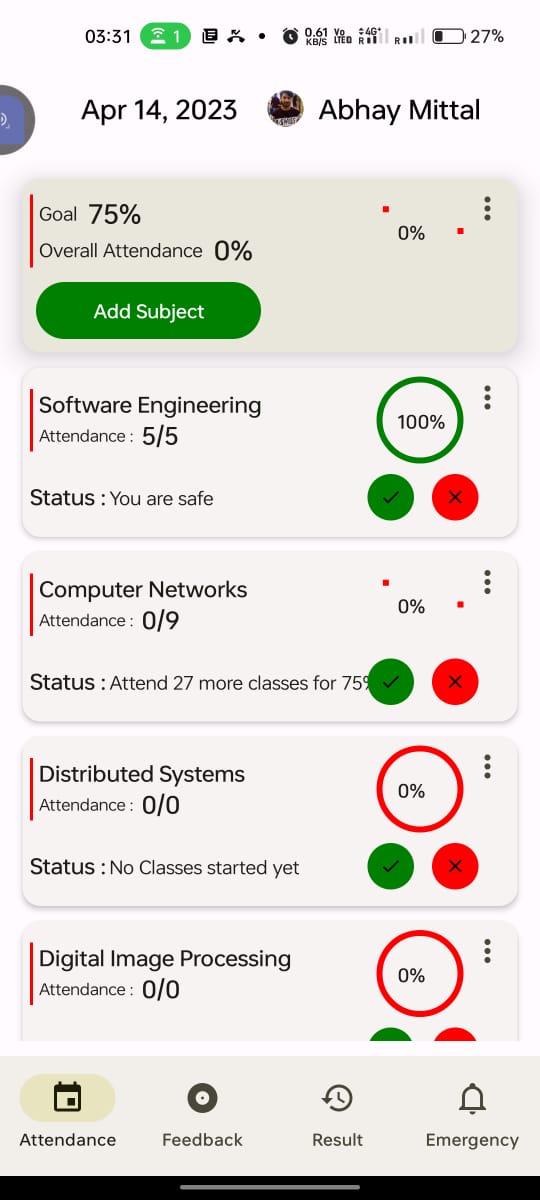 03:31 1 0.61 KB/S Vo LTED 4G+ R R 27%
Apr 14, 2023 Abhay Mittal
Goal 75%
0%
Overall Attendance 0%
Add Subject
Software Engineering
100%
Attendance : 5/5
Status : You are safe
Computer Networks
0%
Attendance : 0/9
Status : Attend 27 more classes for 75%
Distributed Systems
0%
Attendance : 0/0
Status : No Classes started yet
Digital Image Processing
0%
Attendance : 0/0
Attendance Feedback Result Emergency